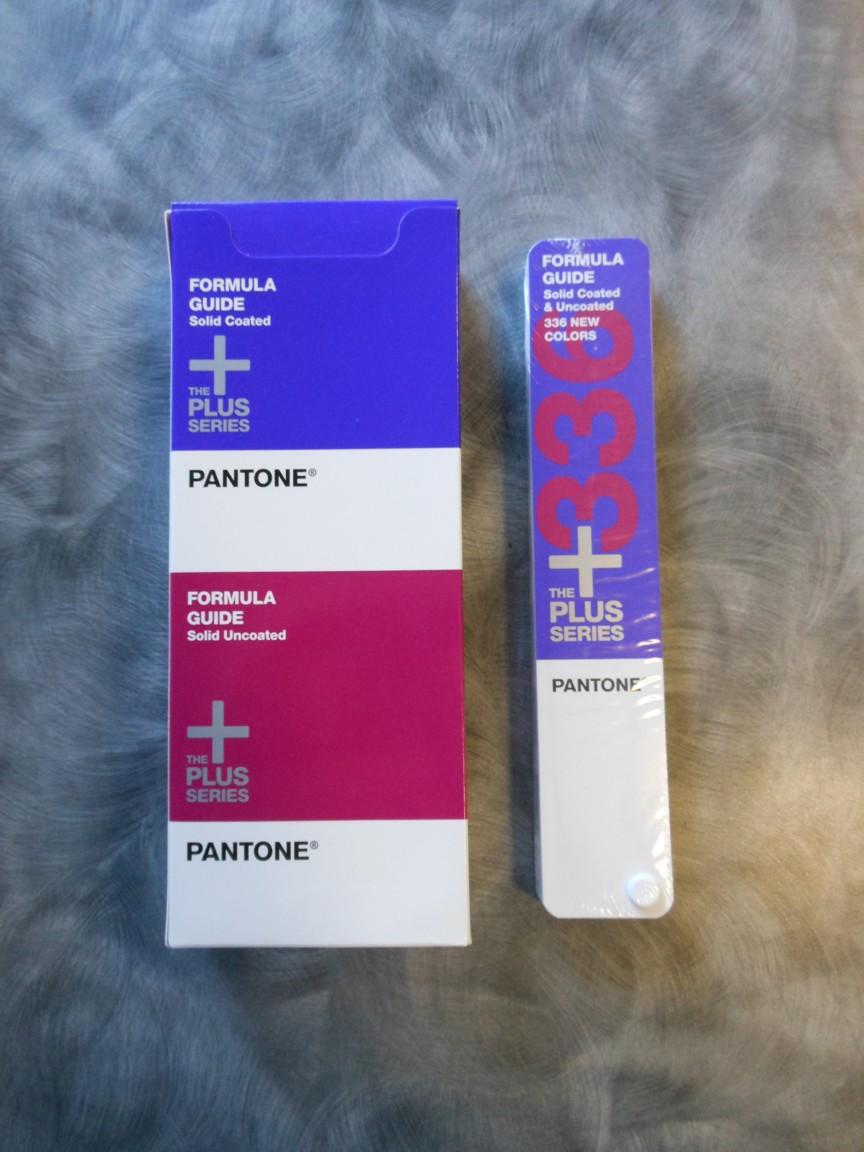 FORMULA
GUIDE
Solid Coated
THE
PLUS
SERIES
PANTONE®
FORMULA
GUIDE
Solid Uncoated
THE
PLUS
SERIES
PANTONE®
FORMULA
GUIDE
Solid Coated
& Uncoated
336 NEW
COLORS
336
THE
PLUS
SERIES
PANTONE